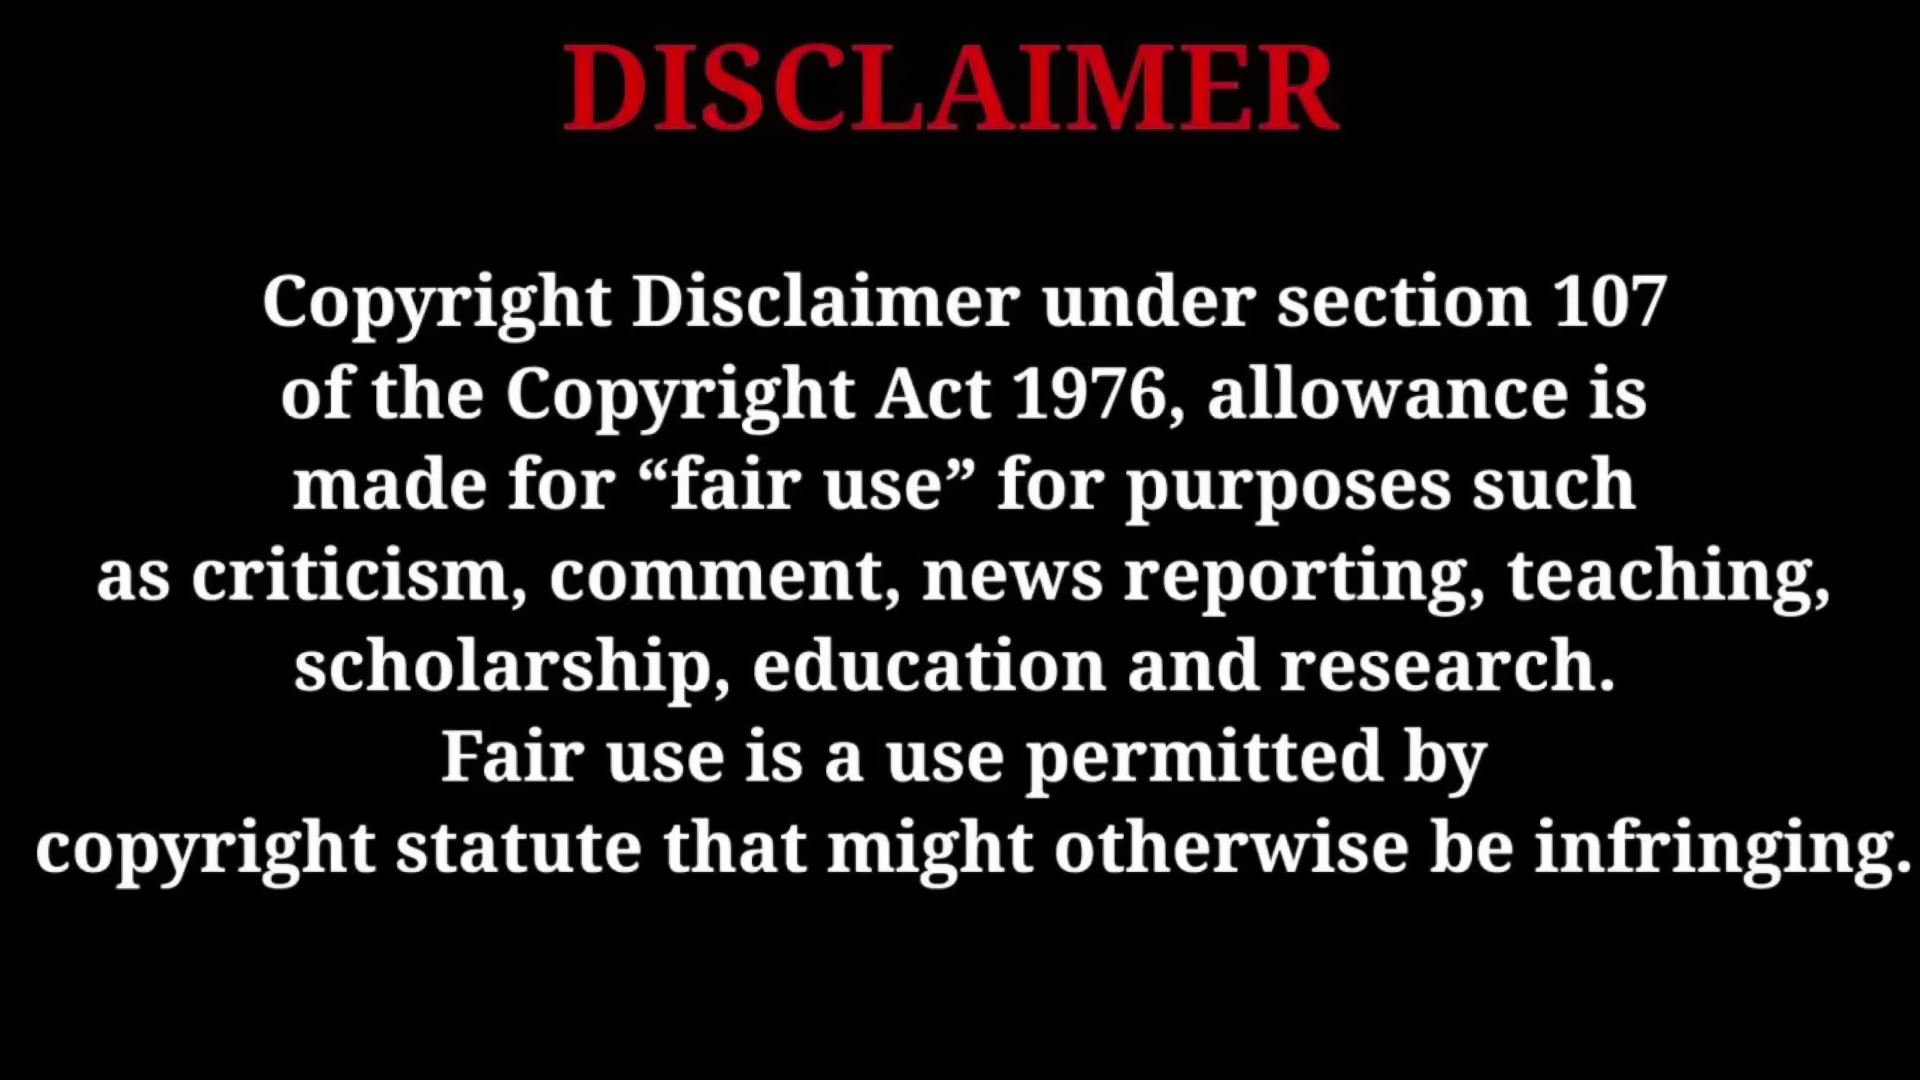 DISCLAIMER
Copyright Disclaimer under section 107
of the Copyright Act 1976, allowance is
made for “fair use” for purposes such
as criticism, comment, news reporting, teaching,
scholarship, education and research.
Fair use is a use permitted by
copyright statute that might otherwise be infringing.